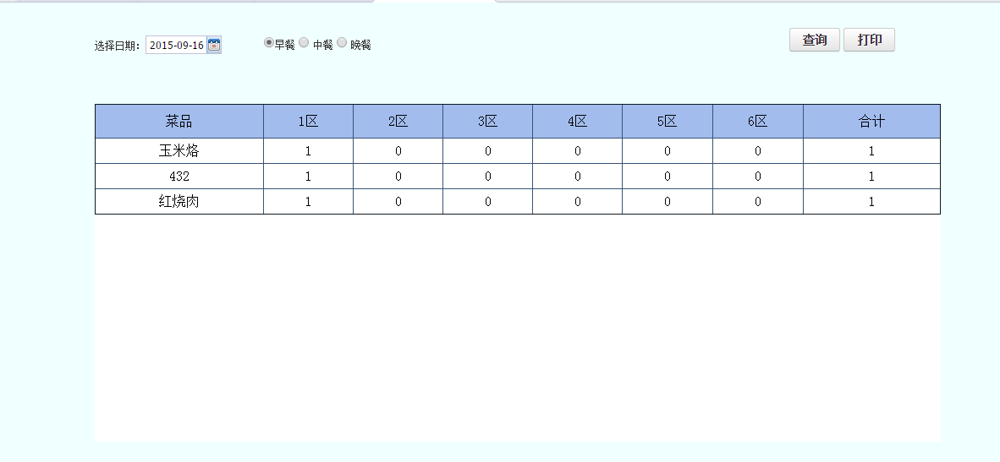 选择日期: 2015-09-16 早餐 中餐 晚餐 查询 打印
菜品 1区 2区 3区 4区 5区 6区 合计
玉米烙 1 0 0 0 0 0 1
432 1 0 0 0 0 0 1
红烧肉 1 0 0 0 0 0 1